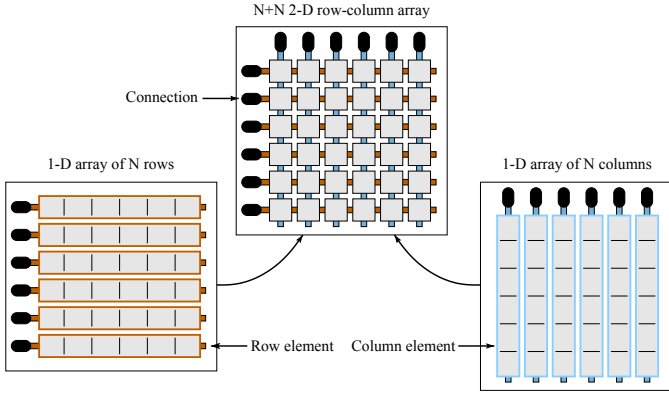 N+N 2-D row-column array
Connection
1-D array of N rows
1-D array of N columns
Row element
Column element